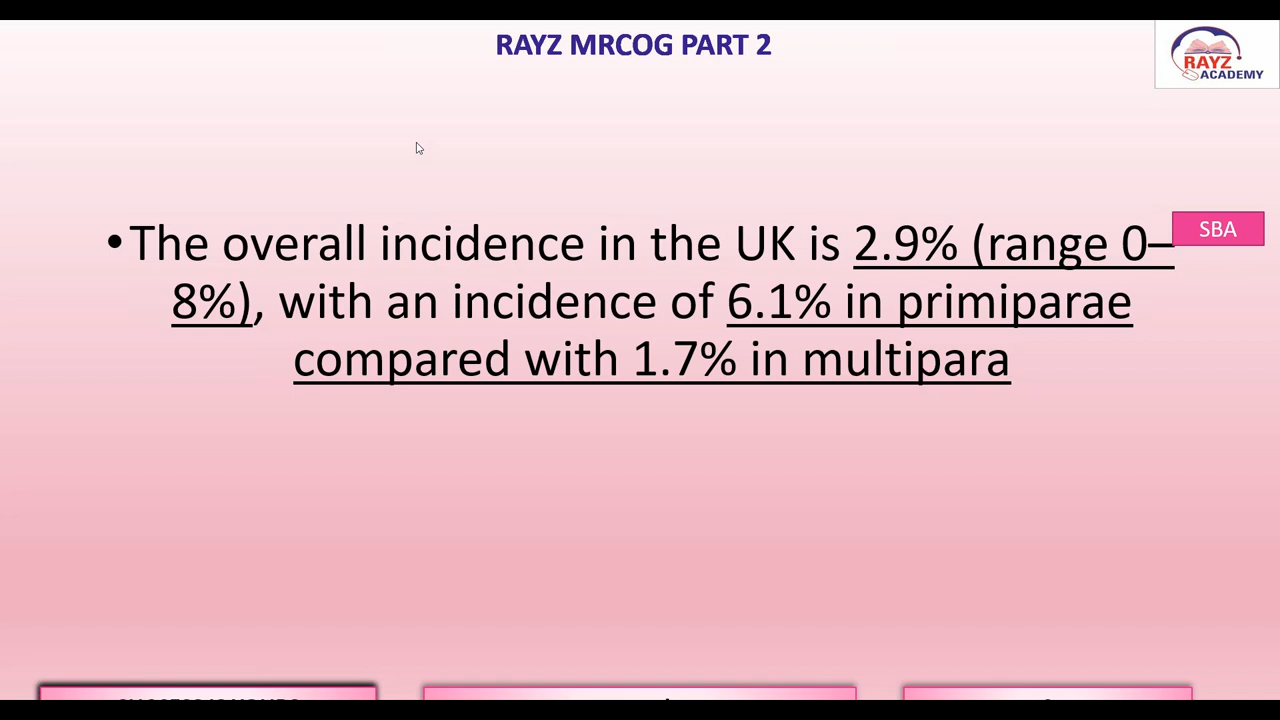 RAYZ MRCOG PART 2
RAYZ
ACADEMY
SBA
•The overall incidence in the UK is 2.9% (range 0–
8%), with an incidence of 6.1% in primiparae
compared with 1.7% in multipara